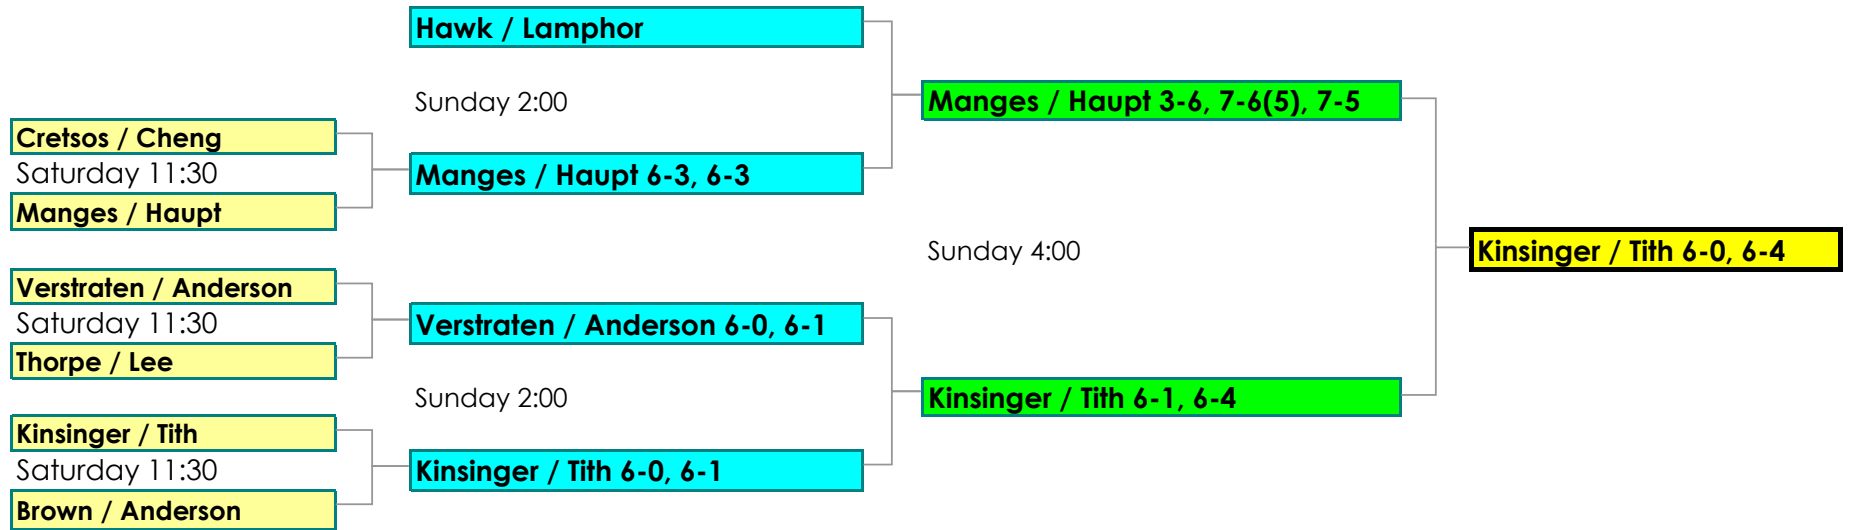 Hawk / Lamphor
Sunday 2:00
Manges / Haupt 3-6, 7-6(5), 7-5
Cretsos / Cheng
Saturday 11:30
Manges / Haupt 6-3, 6-3
Manges / Haupt
Sunday 4:00
Kinsinger / Tith 6-0, 6-4
Verstraten / Anderson
Saturday 11:30
Verstraten / Anderson 6-0, 6-1
Thorpe / Lee
Sunday 2:00
Kinsinger / Tith 6-1, 6-4
Kinsinger / Tith
Saturday 11:30
Kinsinger / Tith 6-0, 6-1
Brown / Anderson